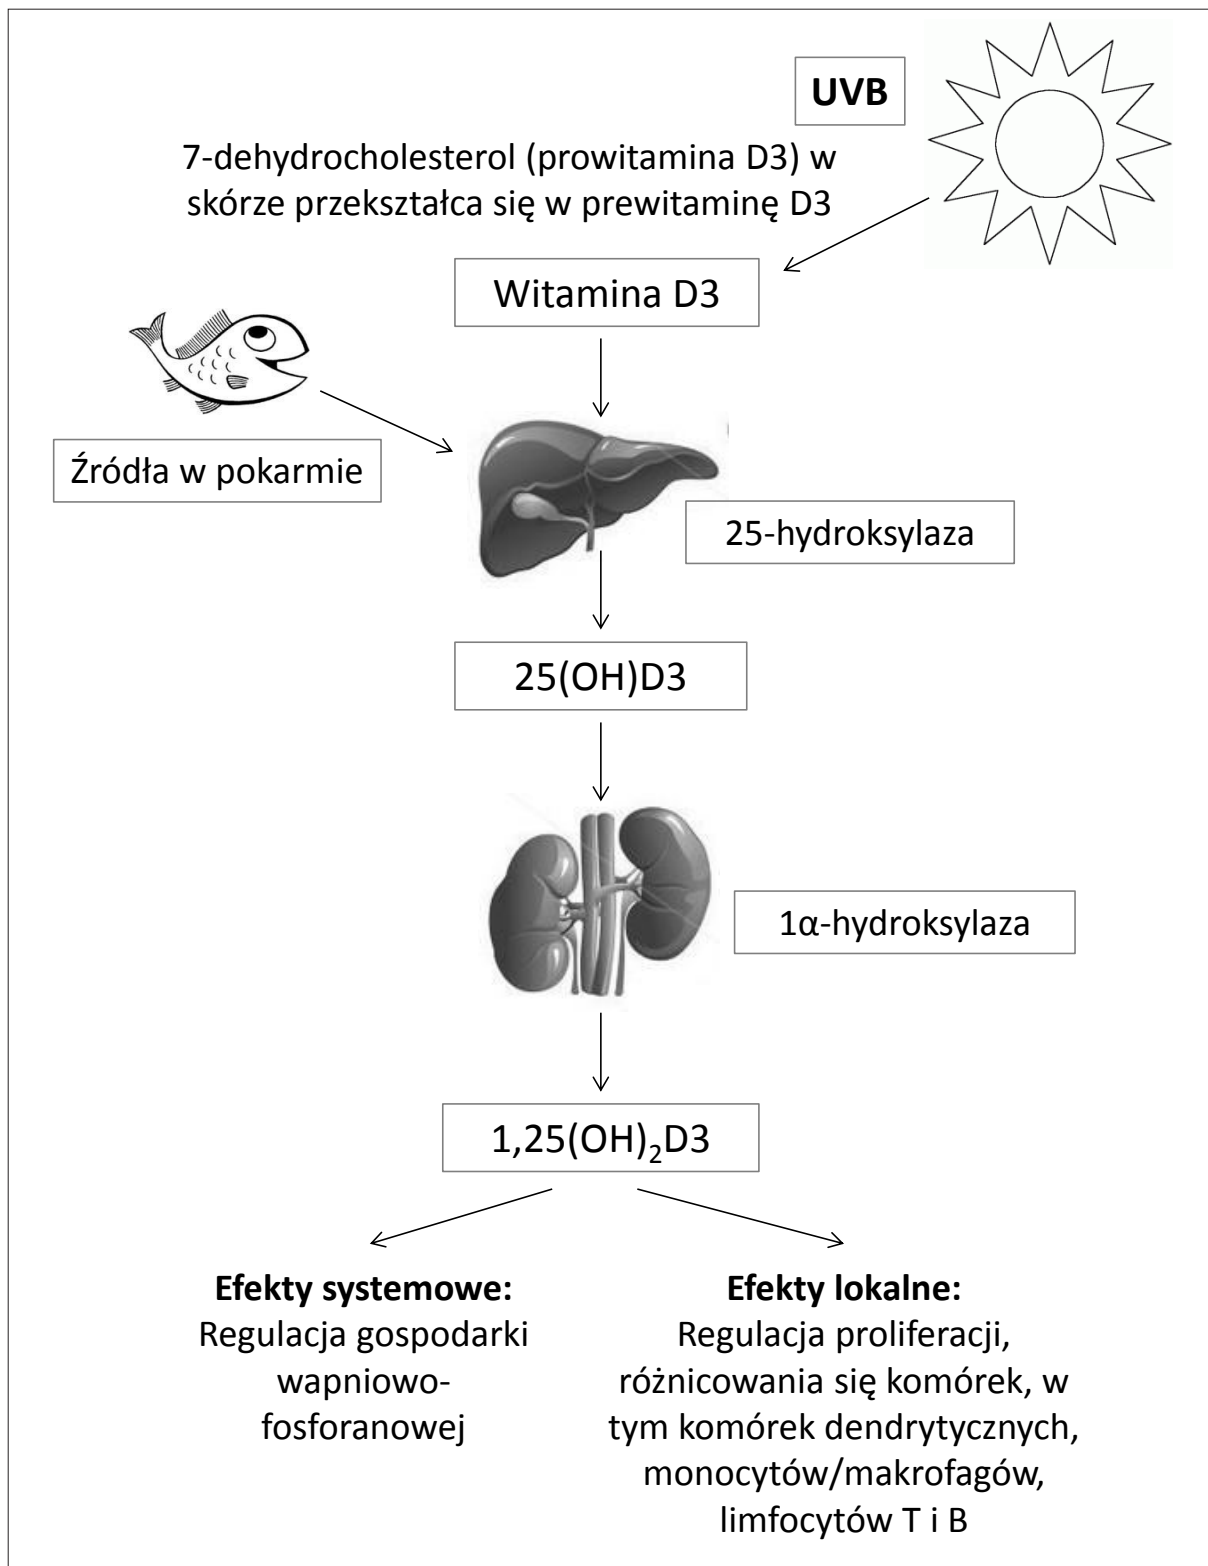 UVB
7-dehydrocholesterol (prowitamina D3) w
skórze przekształca się w prewitaminę D3
Witamina D3
Źródła w pokarmie
25-hydroksylaza
25(OH)D3
1α-hydroksylaza
1,25(OH)₂D3
Efekty systemowe:
Regulacja gospodarki
wapniowo-
fosforanowej
Efekty lokalne:
Regulacja proliferacji,
różnicowania się komórek, w
tym komórek dendrytycznych,
monocytów/makrofagów,
limfocytów T i B